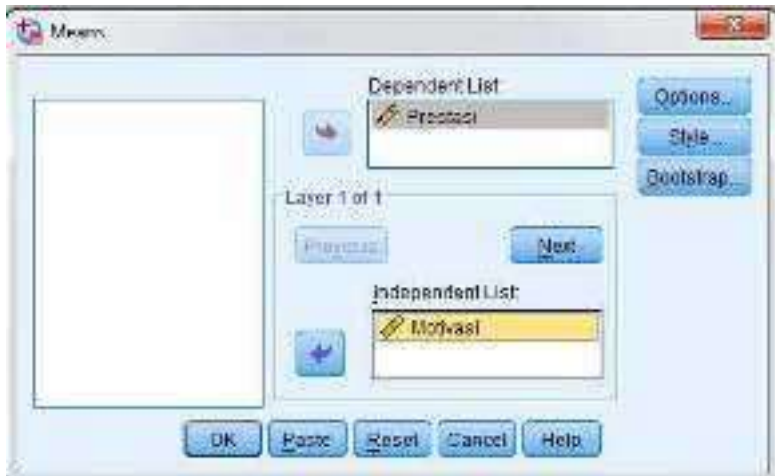 Means
Dependent List
Prestasi
Options...
Style...
Bootstrap...
Layer 1 of 1
Previous
Next
Independent List:
Motivasi
OK
Paste
Reset
Cancel
Help